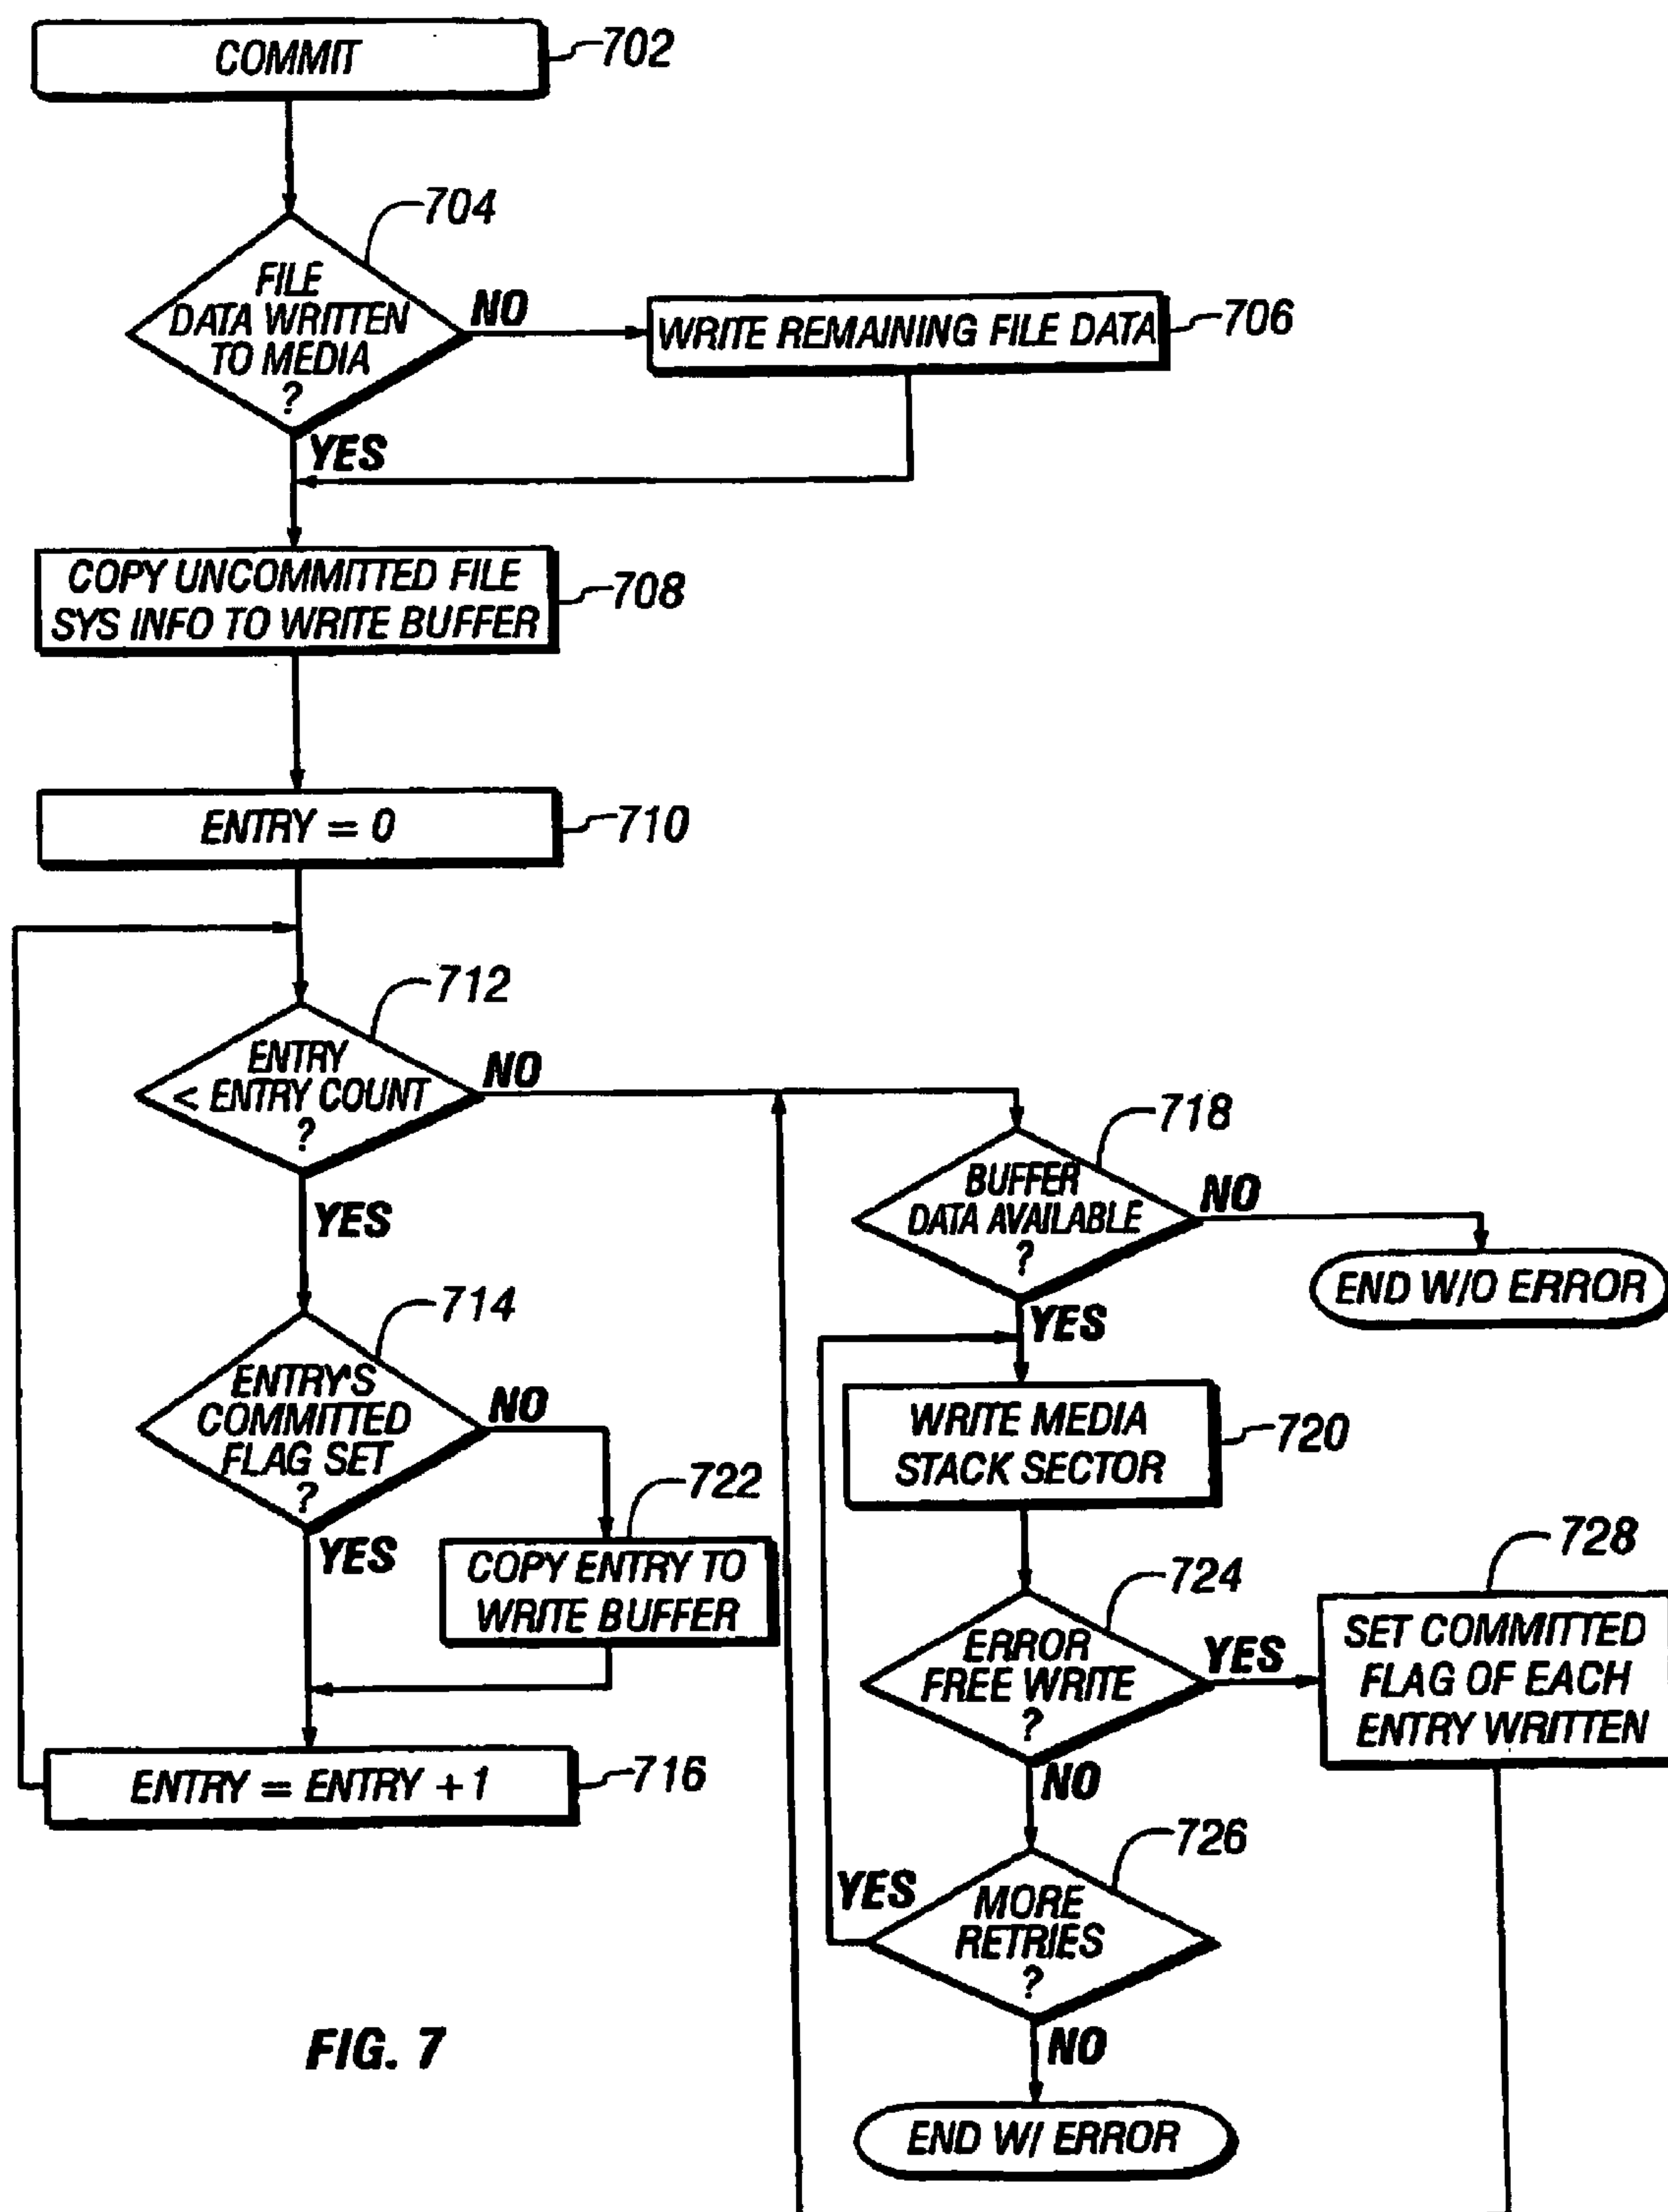 COMMIT
702
704
FILE
DATA WRITTEN
TO MEDIA
?
NO
WRITE REMAINING FILE DATA
706
YES
COPY UNCOMMITTED FILE
SYS INFO TO WRITE BUFFER
708
ENTRY = 0
710
712
ENTRY
< ENTRY COUNT
?
NO
YES
714
ENTRY'S
COMMITTED
FLAG SET
?
NO
722
COPY ENTRY TO
WRITE BUFFER
YES
ENTRY = ENTRY +1
716
718
BUFFER
DATA AVAILABLE
?
NO
END W/O ERROR
YES
WRITE MEDIA
STACK SECTOR
720
724
ERROR
FREE WRITE
?
YES
728
SET COMMITTED
FLAG OF EACH
ENTRY WRITTEN
NO
726
MORE
RETRIES
?
YES
NO
END W/ ERROR
FIG. 7